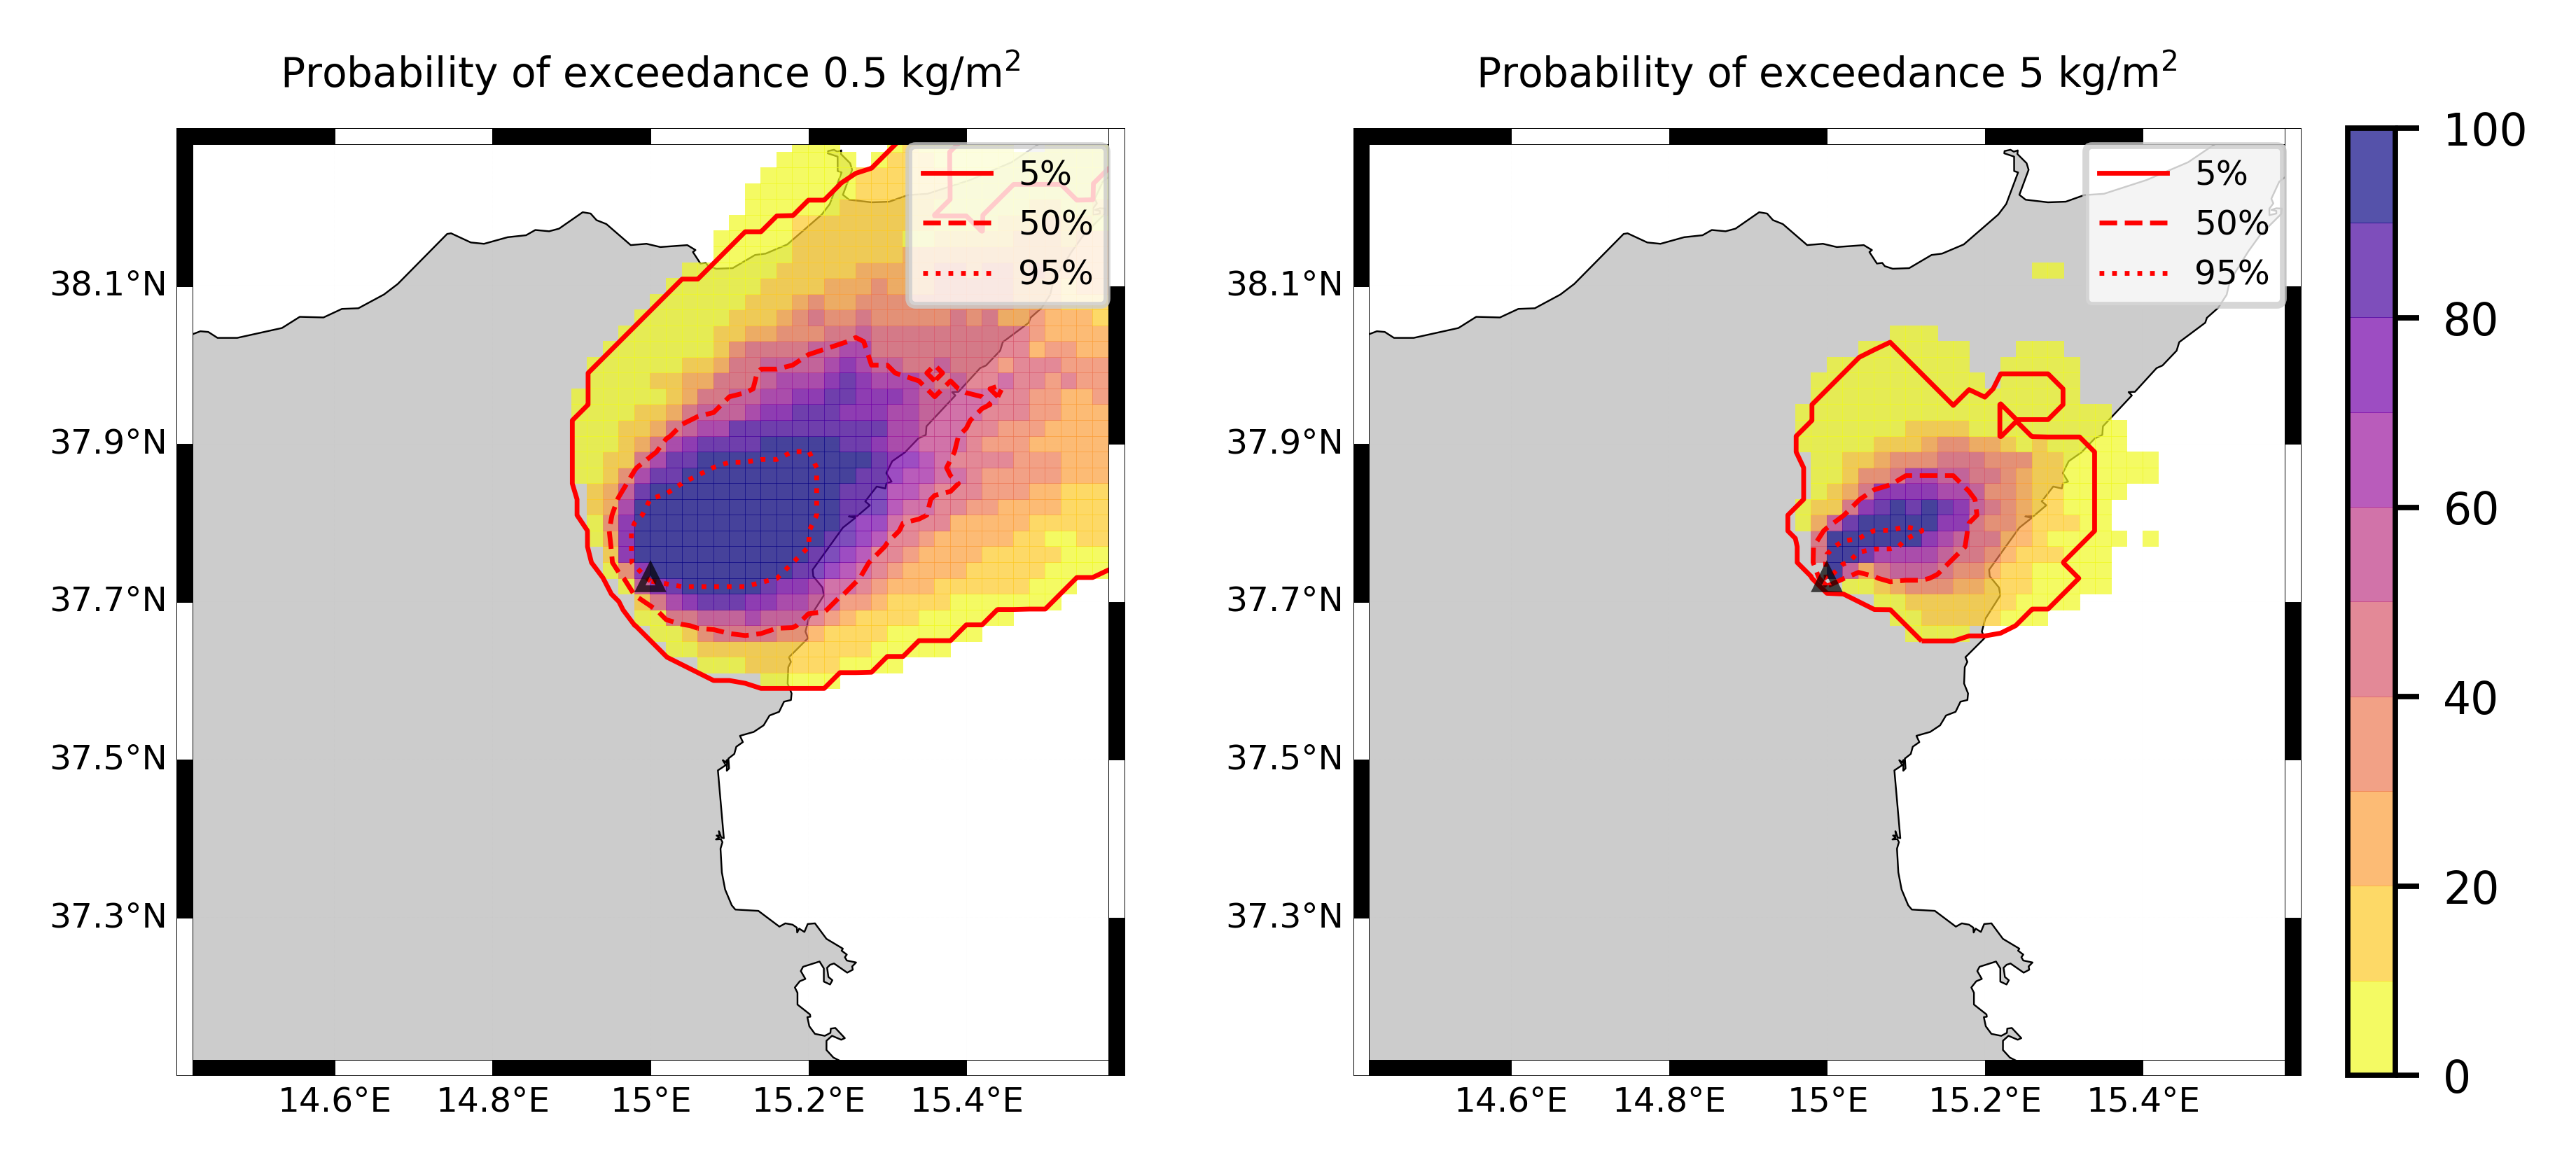 Probability of exceedance 0.5 kg/m²
5%
50%
95%
38.1°N
37.9°N
37.7°N
37.5°N
37.3°N
14.6°E 14.8°E 15°E 15.2°E 15.4°E
Probability of exceedance 5 kg/m²
5%
50%
95%
38.1°N
37.9°N
37.7°N
37.5°N
37.3°N
14.6°E 14.8°E 15°E 15.2°E 15.4°E
100
80
60
40
20
0